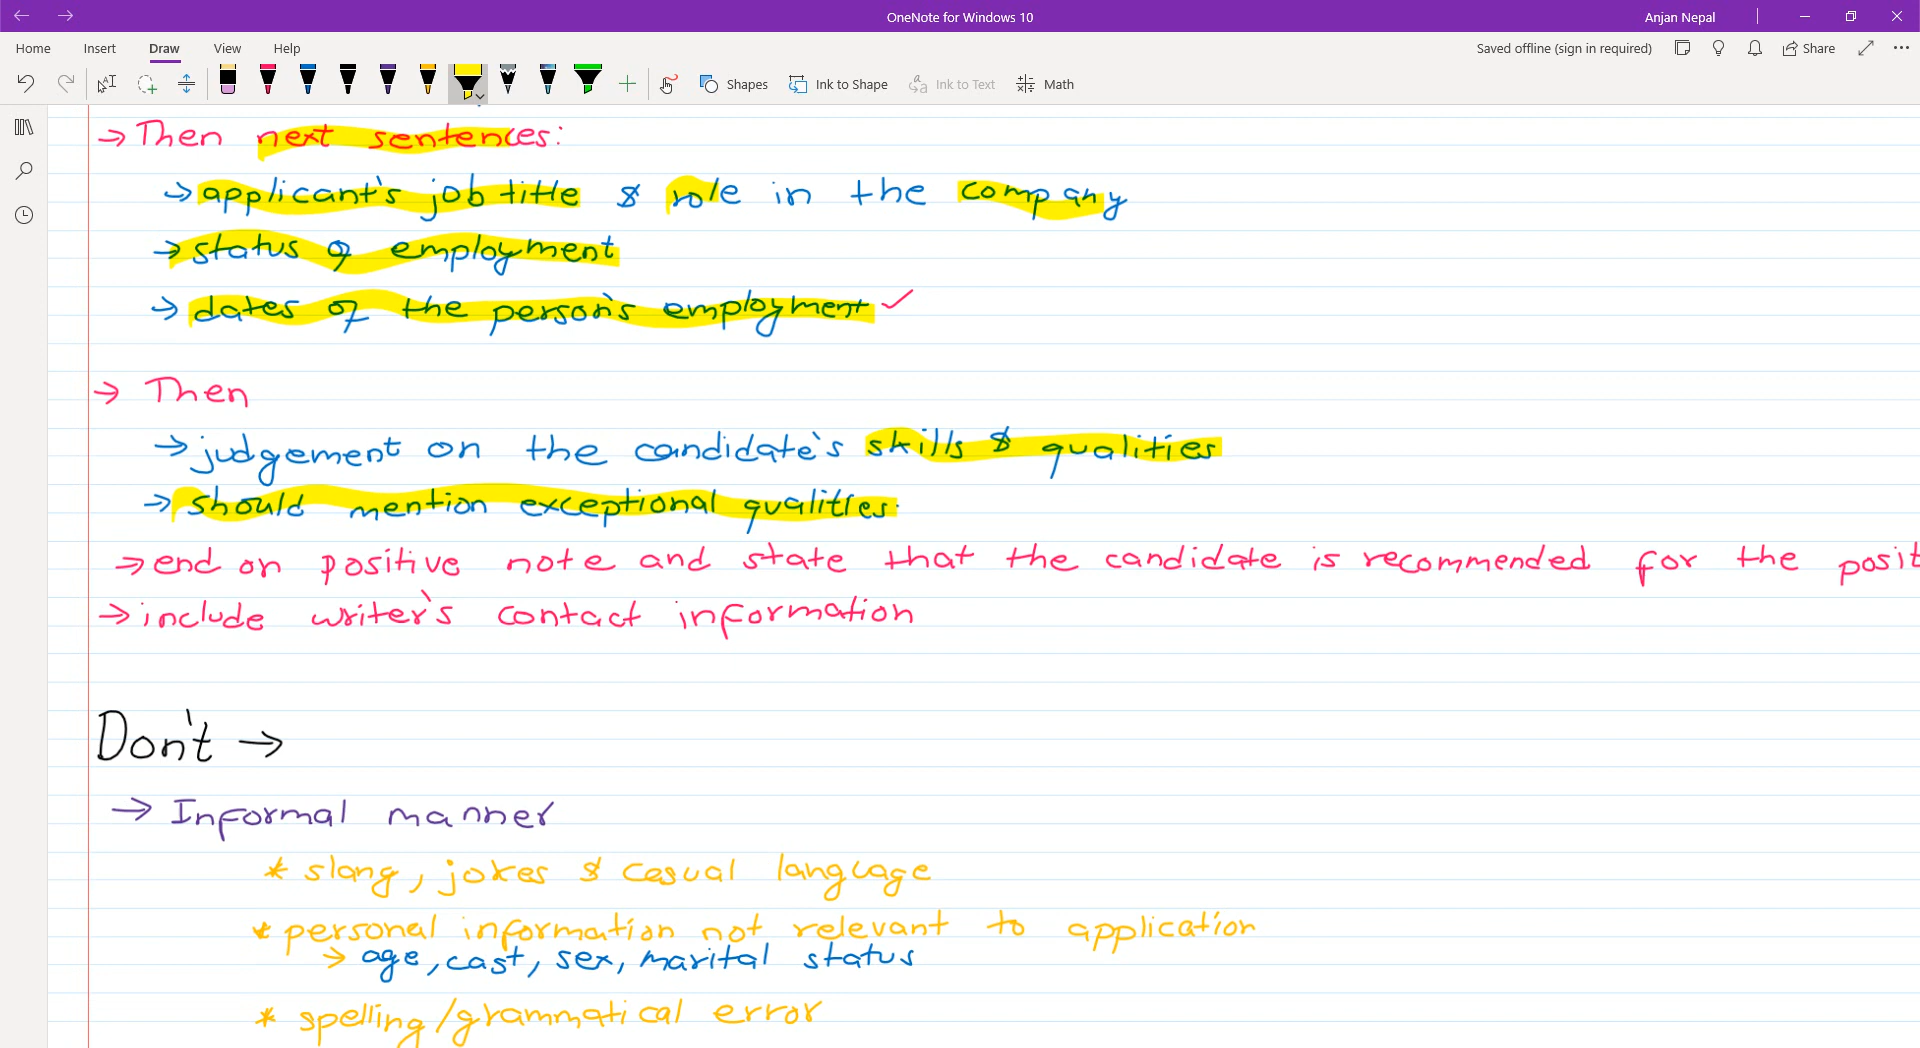 OneNote for Windows 10
Anjan Nepal
Home Insert Draw View Help
Saved offline (sign in required) Share
Shapes Ink to Shape Ink to Text Math
→ Then next sentences:
→ applicant's job title & role in the company
→ status of employment
→ dates of the person's employment ✓
→ Then
→ judgement on the candidate's skills & qualities
→ should mention exceptional qualities.
→ end on positive note and state that the candidate is recommended for the posit
→ include writer's contact information
Don't →
→ Informal manner
* slang, jokes & casual language
* personal information not relevant to application
→ age, cast, sex, marital status
* spelling/grammatical error